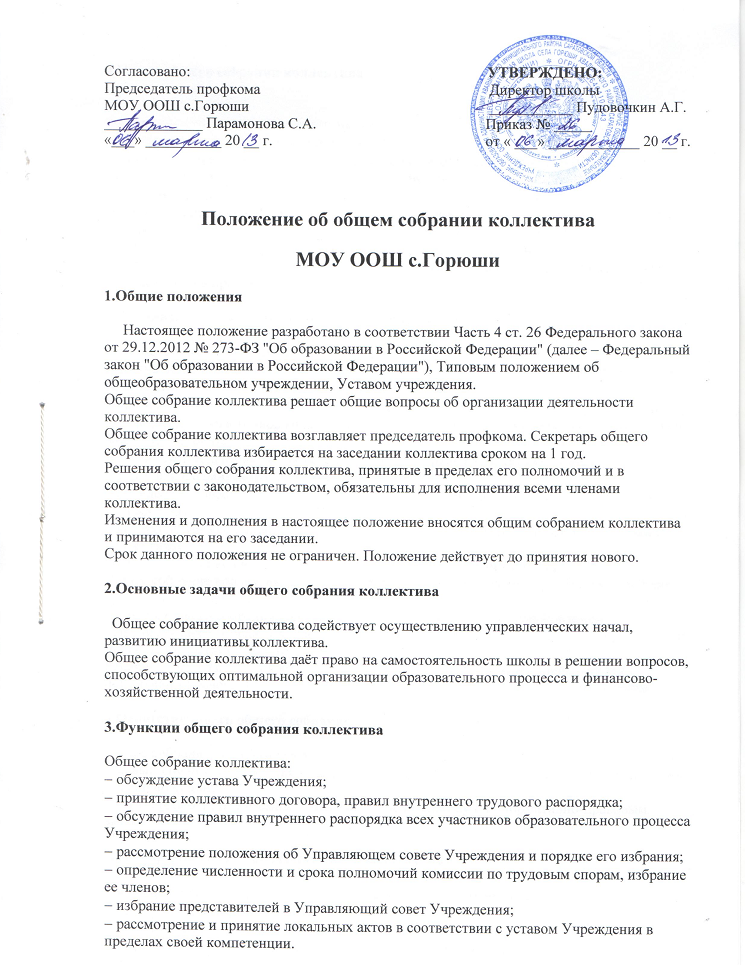 Согласовано:
УТВЕРЖДЕНО:
Председатель профкома
Директор школы
МОУ ООШ с.Горюши
Пудовочкин А.Г.
Парамонова С.А.
Приказ № 26
«06» марта 2013 г.
от « 06 » марта 20 13 г.
Положение об общем собрании коллектива
МОУ ООШ с.Горюши
1.Общие положения
Настоящее положение разработано в соответствии Часть 4 ст. 26 Федерального закона
от 29.12.2012 № 273-ФЗ "Об образовании в Российской Федерации" (далее – Федеральный
закон "Об образовании в Российской Федерации"), Типовым положением об
общеобразовательном учреждении, Уставом учреждения.
Общее собрание коллектива решает общие вопросы об организации деятельности
коллектива.
Общее собрание коллектива возглавляет председатель профкома. Секретарь общего
собрания коллектива избирается на заседании коллектива сроком на 1 год.
Решения общего собрания коллектива, принятые в пределах его полномочий и в
соответствии с законодательством, обязательны для исполнения всеми членами
коллектива.
Изменения и дополнения в настоящее положение вносятся общим собранием коллектива
и принимаются на его заседании.
Срок данного положения не ограничен. Положение действует до принятия нового.
2.Основные задачи общего собрания коллектива
Общее собрание коллектива содействует осуществлению управленческих начал,
развитию инициативы коллектива.
Общее собрание коллектива даёт право на самостоятельность школы в решении вопросов,
способствующих оптимальной организации образовательного процесса и финансово-
хозяйственной деятельности.
3.Функции общего собрания коллектива
Общее собрание коллектива:
– обсуждение устава Учреждения;
– принятие коллективного договора, правил внутреннего трудового распорядка;
– обсуждение правил внутреннего распорядка всех участников образовательного процесса
Учреждения;
– рассмотрение положения об Управляющем совете Учреждения и порядке его избрания;
– определение численности и срока полномочий комиссии по трудовым спорам, избрание
ее членов;
– избрание представителей в Управляющий совет Учреждения;
– рассмотрение и принятие локальных актов в соответствии с уставом Учреждения в
пределах своей компетенции.